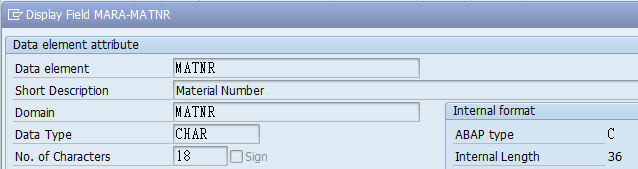 Display Field MARA-MATNR
Data element attribute
Data element MATNR
Short Description Material Number
Domain MATNR
Internal format
Data Type CHAR
ABAP type C
No. of Characters 18 Sign
Internal Length 36